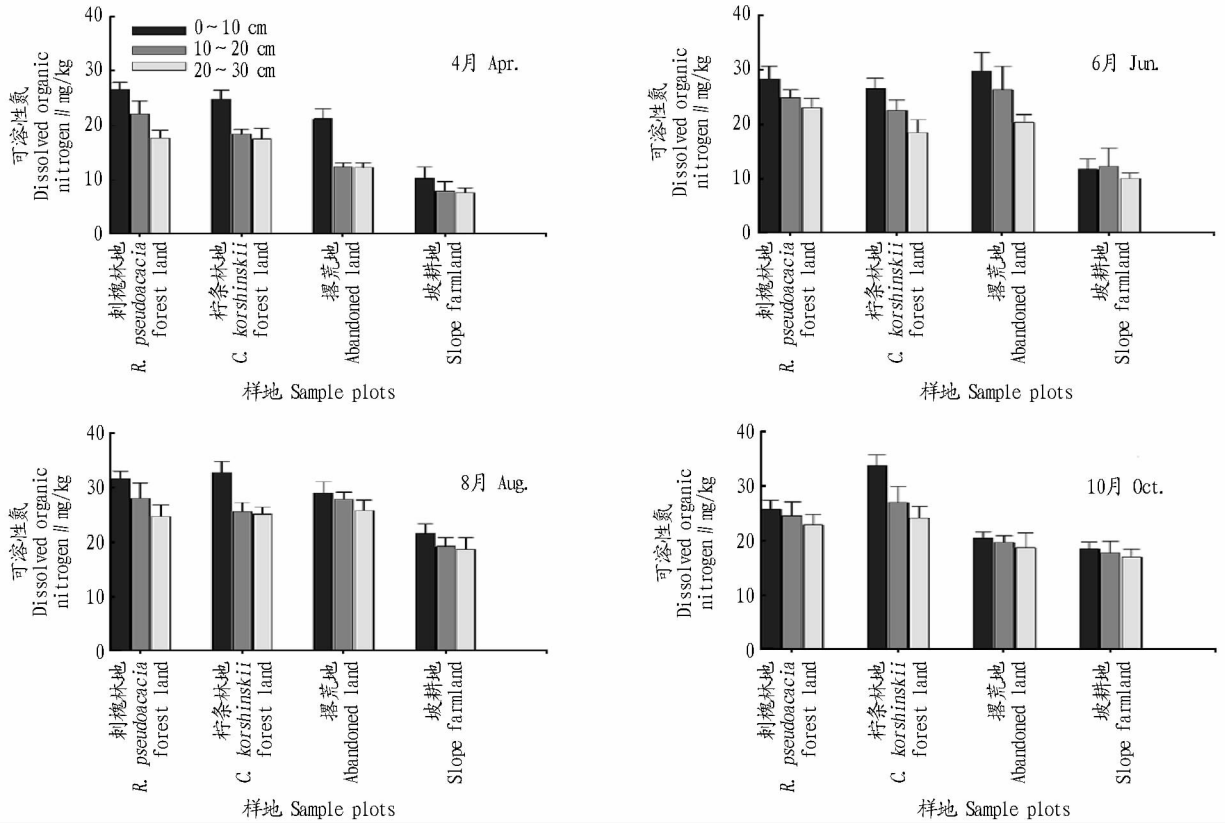 40
30
20
10
0
可溶性氮
Dissolved organic
nitrogen∥mg/kg
0～10 cm
10～20 cm
20～30 cm
4月 Apr.
刺槐林地
R. pseudoacacia
forest land
柠条林地
C. korshinskii
forest land
撂荒地
Abandoned land
坡耕地
Slope farmland
样地 Sample plots
40
30
20
10
0
可溶性氮
Dissolved organic
nitrogen∥mg/kg
6月 Jun.
刺槐林地
R. pseudoacacia
forest land
柠条林地
C. korshinskii
forest land
撂荒地
Abandoned land
坡耕地
Slope farmland
样地 Sample plots
40
30
20
10
0
可溶性氮
Dissolved organic
nitrogen∥mg/kg
8月 Aug.
刺槐林地
R. pseudoacacia
forest land
柠条林地
C. korshinskii
forest land
撂荒地
Abandoned land
坡耕地
Slope farmland
样地 Sample plots
40
30
20
10
0
可溶性氮
Dissolved organic
nitrogen∥mg/kg
10月 Oct.
刺槐林地
R. pseudoacacia
forest land
柠条林地
C. korshinskii
forest land
撂荒地
Abandoned land
坡耕地
Slope farmland
样地 Sample plots